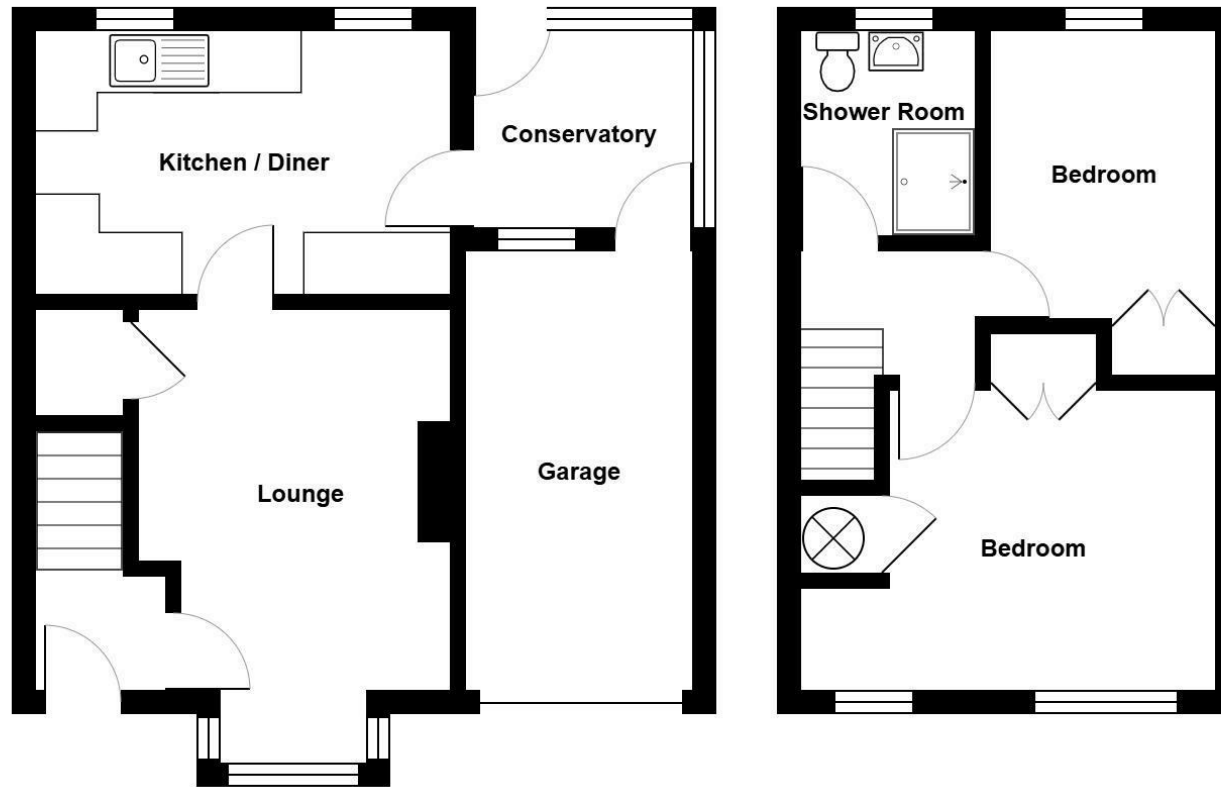 Kitchen / Diner
Conservatory
Lounge
Garage
Shower Room
Bedroom
Bedroom